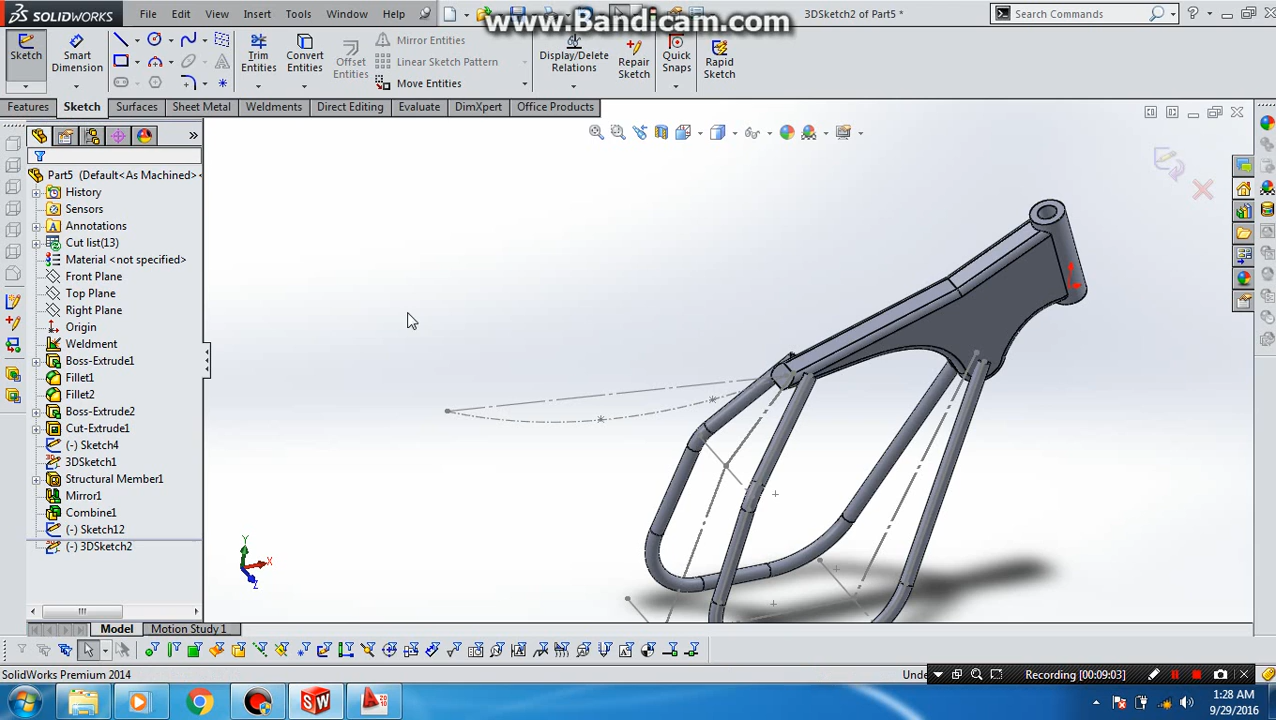 SOLIDWORKS
File
Edit
View
Insert
Tools
Window
Help
www.Bandicam.com
3DSketch2 of Part5 *
Search Commands
Sketch
Smart Dimension
Trim Entities
Convert Entities
Offset Entities
Mirror Entities
Linear Sketch Pattern
Move Entities
Display/Delete Relations
Repair Sketch
Quick Snaps
Rapid Sketch
Features
Sketch
Surfaces
Sheet Metal
Weldments
Direct Editing
Evaluate
DimXpert
Office Products
Part5 (Default<As Machined><
History
Sensors
Annotations
Cut list(13)
Material <not specified>
Front Plane
Top Plane
Right Plane
Origin
Weldment
Boss-Extrude1
Fillet1
Fillet2
Boss-Extrude2
Cut-Extrude1
(-) Sketch4
3DSketch1
Structural Member1
Mirror1
Combine1
(-) Sketch12
(-) 3DSketch2
Y
X
Z
Model
Motion Study 1
SolidWorks Premium 2014
Unde
Recording [00:09:03]
1:28 AM
9/29/2016